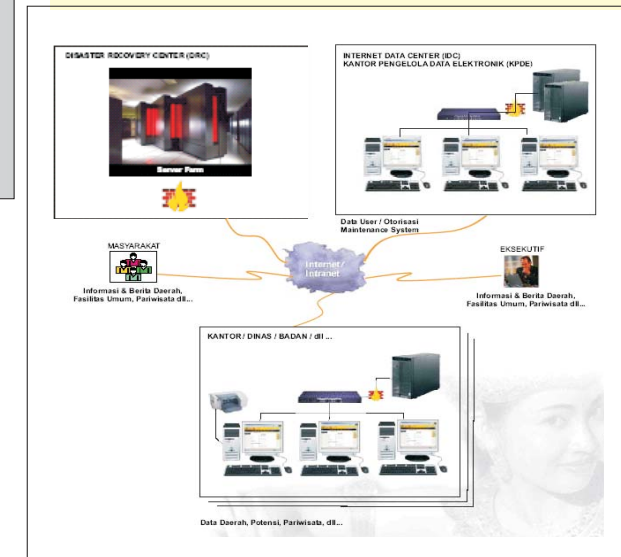 DISASTER RECOVERY CENTER (DRC)
Server Farm
INTERNET DATA CENTER (IDC)
KANTOR PENGELOLA DATA ELEKTRONIK (KPDE)
Data User / Otorisasi
Maintenance System
MASYARAKAT
Informasi & Berita Daerah,
Fasilitas Umum, Pariwisata dll...
Internet/
Intranet
EKSEKUTIF
Informasi & Berita Daerah,
Fasilitas Umum, Pariwisata dll...
KANTOR / DINAS / BADAN / dll ...
Data Daerah, Potensi, Pariwisata, dll...